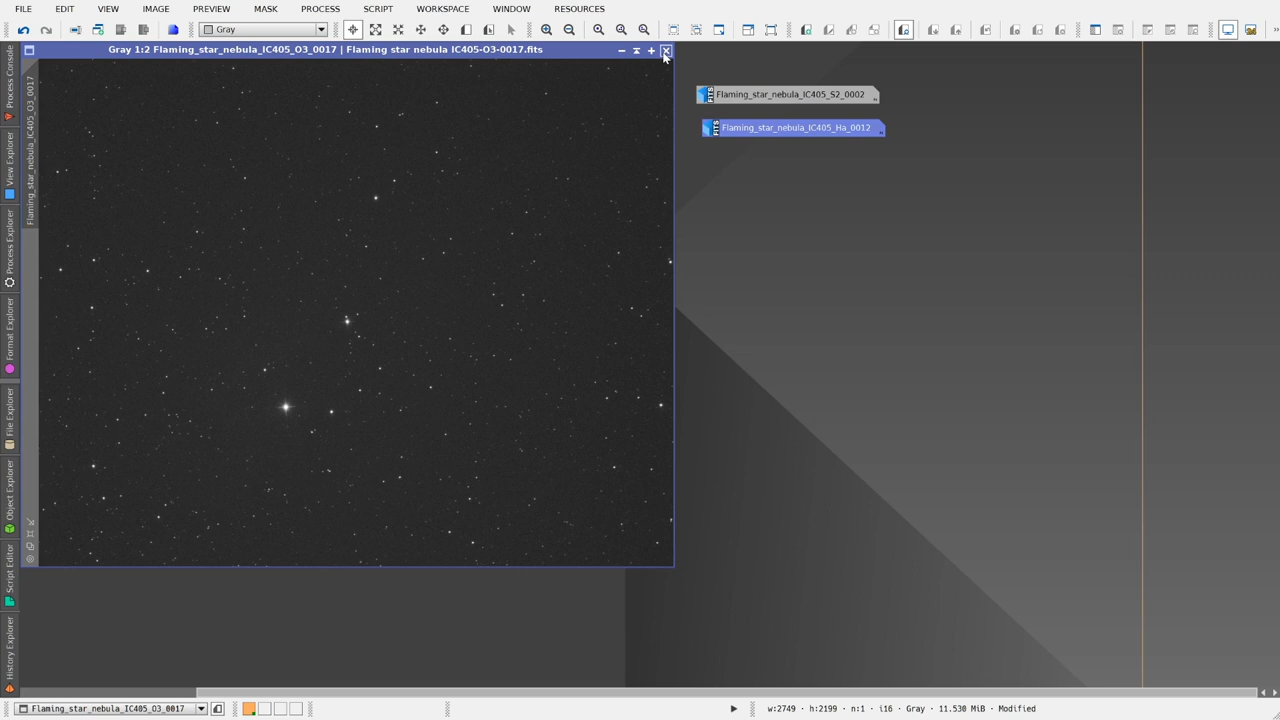 FILE EDIT VIEW IMAGE PREVIEW MASK PROCESS SCRIPT WORKSPACE WINDOW RESOURCES
Gray
Gray 1:2 Flaming_star_nebula_IC405_O3_0017 | Flaming star nebula IC405-O3-0017.fits
Flaming_star_nebula_IC405_O3_0017
Process Console
View Explorer
Process Explorer
Format Explorer
File Explorer
Object Explorer
Script Editor
History Explorer
FITS Flaming_star_nebula_IC405_S2_0002
FITS Flaming_star_nebula_IC405_Ha_0012
Flaming_star_nebula_IC405_O3_0017
w:2749 · h:2199 · n:1 · i16 · Gray · 11.530 MiB · Modified